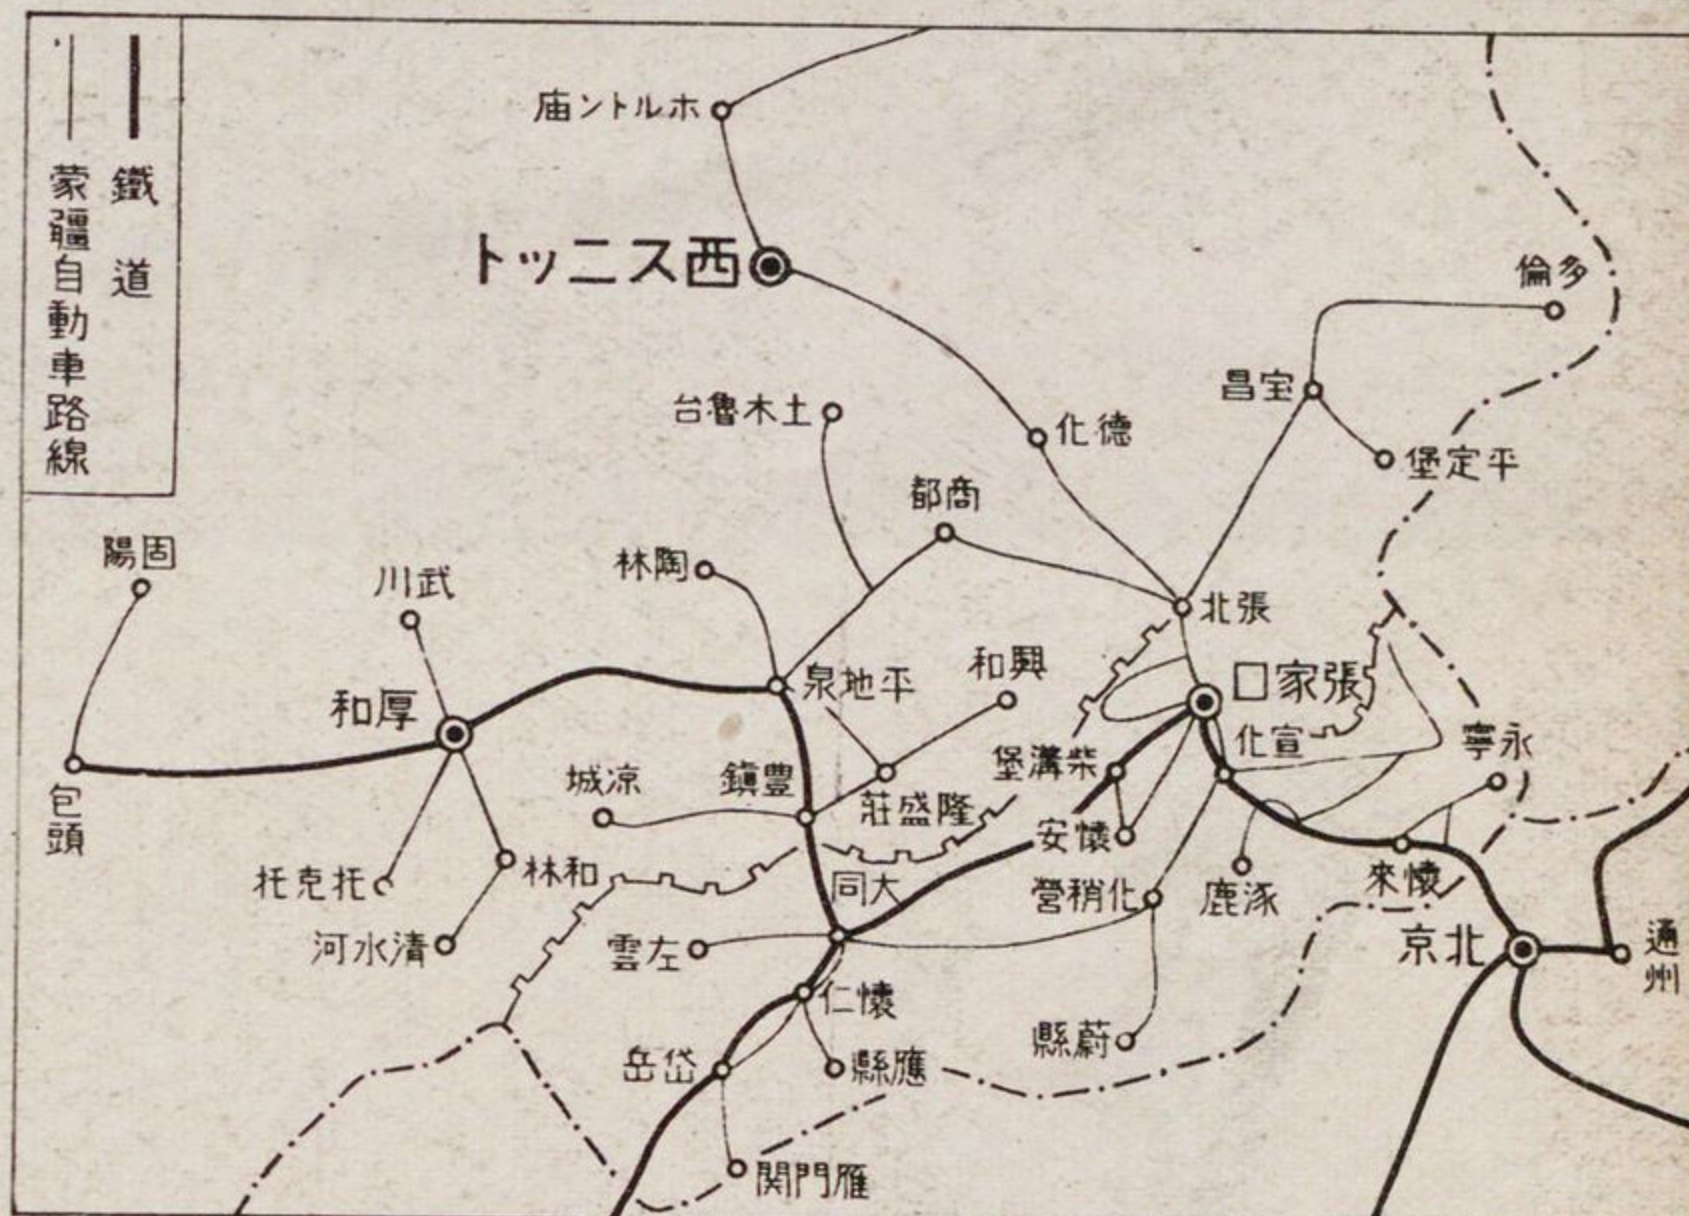 鐵道
蒙疆自動車路線
ホルトント庙
西スニット
多倫
宝昌
平定堡
土木魯台
德化
商都
陶林
固陽
武川
張北
興和
平地泉
張家口
厚和
宣化
永寧
柴溝堡
包頭
凉城
豊鎮
隆盛莊
懷安
托克托
和林
大同
化稍營
涿鹿
懷來
清水河
左雲
北京
通州
懷仁
蔚縣
岱岳
應縣
雁門関